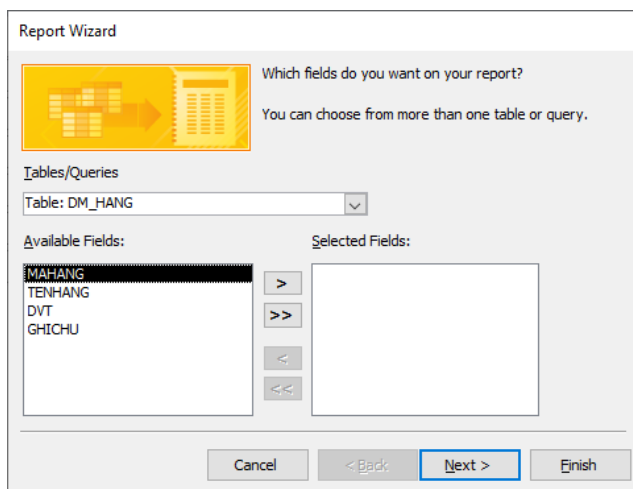 Report Wizard
Which fields do you want on your report?
You can choose from more than one table or query.
Tables/Queries
Table: DM_HANG
Available Fields:
Selected Fields:
MAHANG
TENHANG
DVT
GHICHU
>
>>
<
<<
Cancel
< Back
Next >
Finish